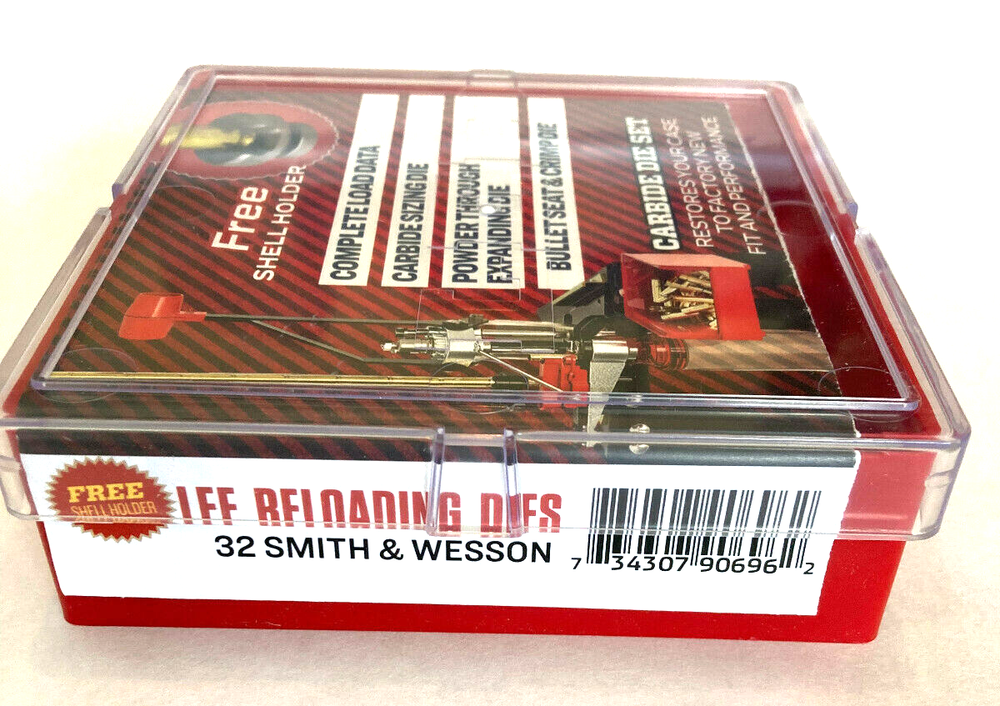 Free
SHELL HOLDER
COMPLETE LOAD DATA
CARBIDE SIZING DIE
POWDER THROUGH
EXPANDING DIE
BULLET SEAT & CRIMP DIE
CARBIDE DIE SET
RESTORES YOUR CASE
TO FACTORY NEW
FIT AND PERFORMANCE
FREE
SHELL HOLDER
LEE RELOADING DIES
32 SMITH & WESSON
7 34307 90696 2